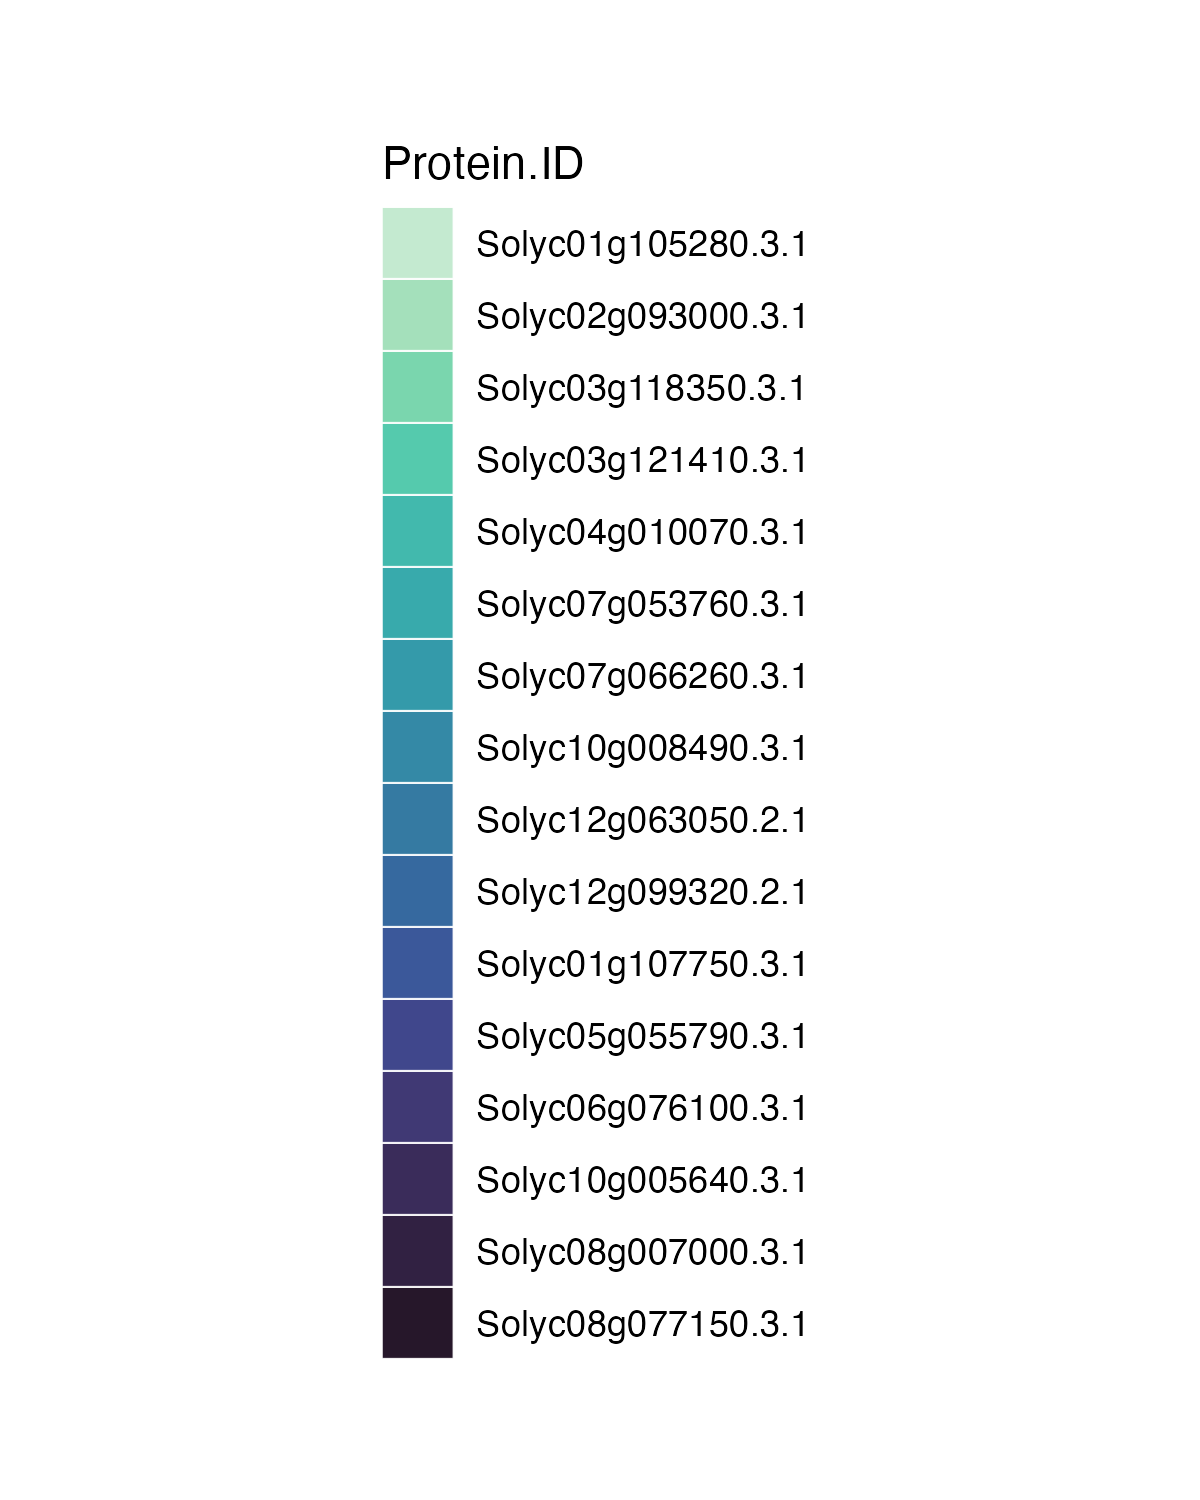 Protein.ID
Solyc01g105280.3.1
Solyc02g093000.3.1
Solyc03g118350.3.1
Solyc03g121410.3.1
Solyc04g010070.3.1
Solyc07g053760.3.1
Solyc07g066260.3.1
Solyc10g008490.3.1
Solyc12g063050.2.1
Solyc12g099320.2.1
Solyc01g107750.3.1
Solyc05g055790.3.1
Solyc06g076100.3.1
Solyc10g005640.3.1
Solyc08g007000.3.1
Solyc08g077150.3.1